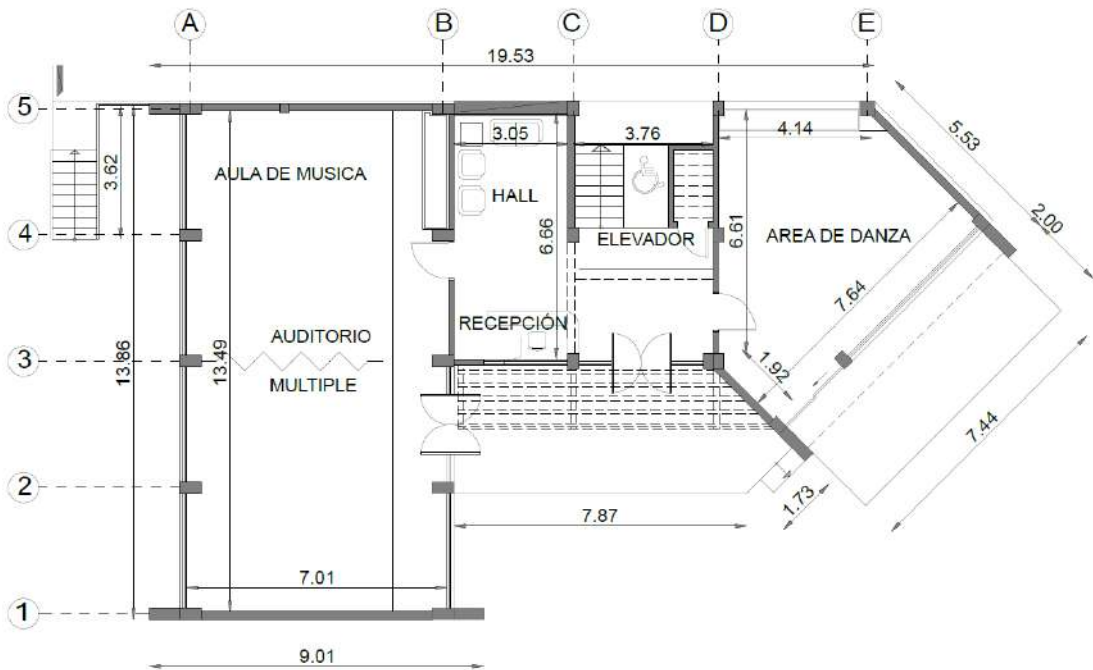 A
B
C
D
E
19.53
5
5.53
3.05
3.76
4.14
3.62
AULA DE MUSICA
HALL
2.00
4
6.66
ELEVADOR
6.61
AREA DE DANZA
7.64
RECEPCIÓN
AUDITORIO
3
13.86
13.49
MULTIPLE
1.92
7.44
2
1.73
7.87
7.01
1
9.01